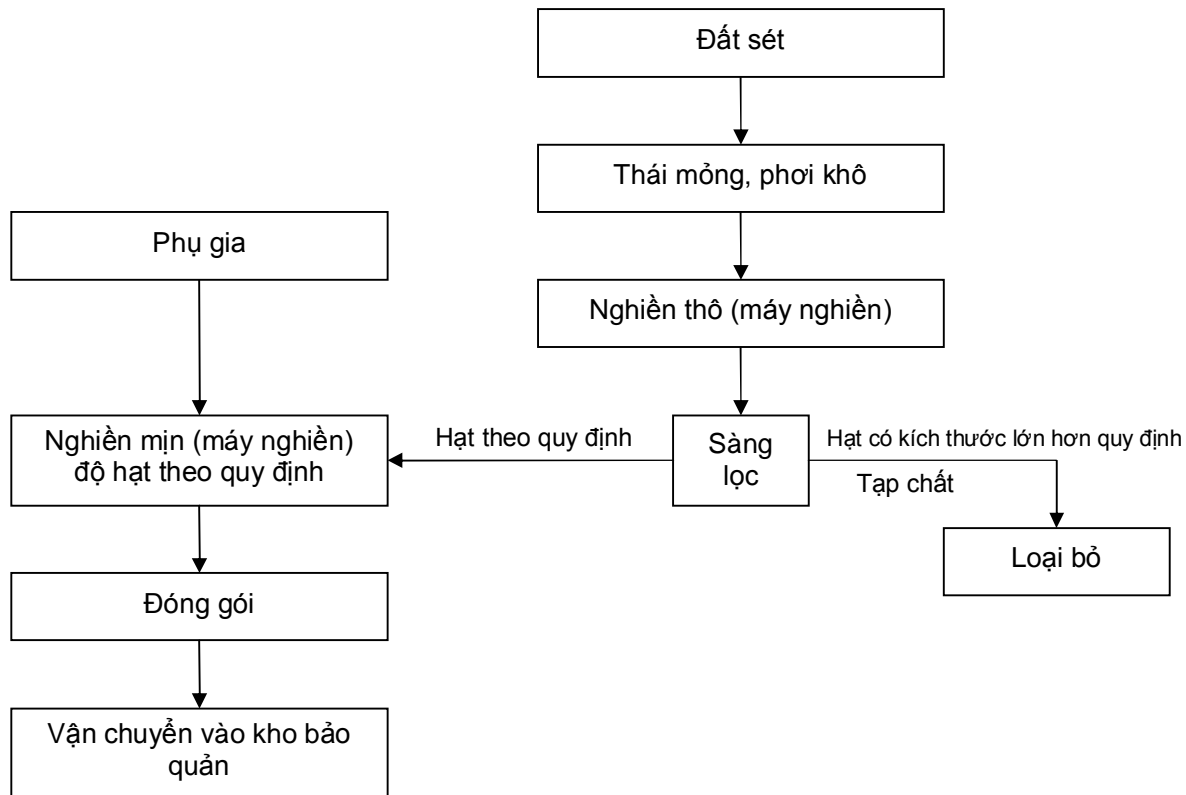 Đất sét
Thái mỏng, phơi khô
Phụ gia
Nghiền thô (máy nghiền)
Nghiền mịn (máy nghiền)
độ hạt theo quy định
Hạt theo quy định
Sàng
lọc
Hạt có kích thước lớn hơn quy định
Tạp chất
Loại bỏ
Đóng gói
Vận chuyển vào kho bảo
quản